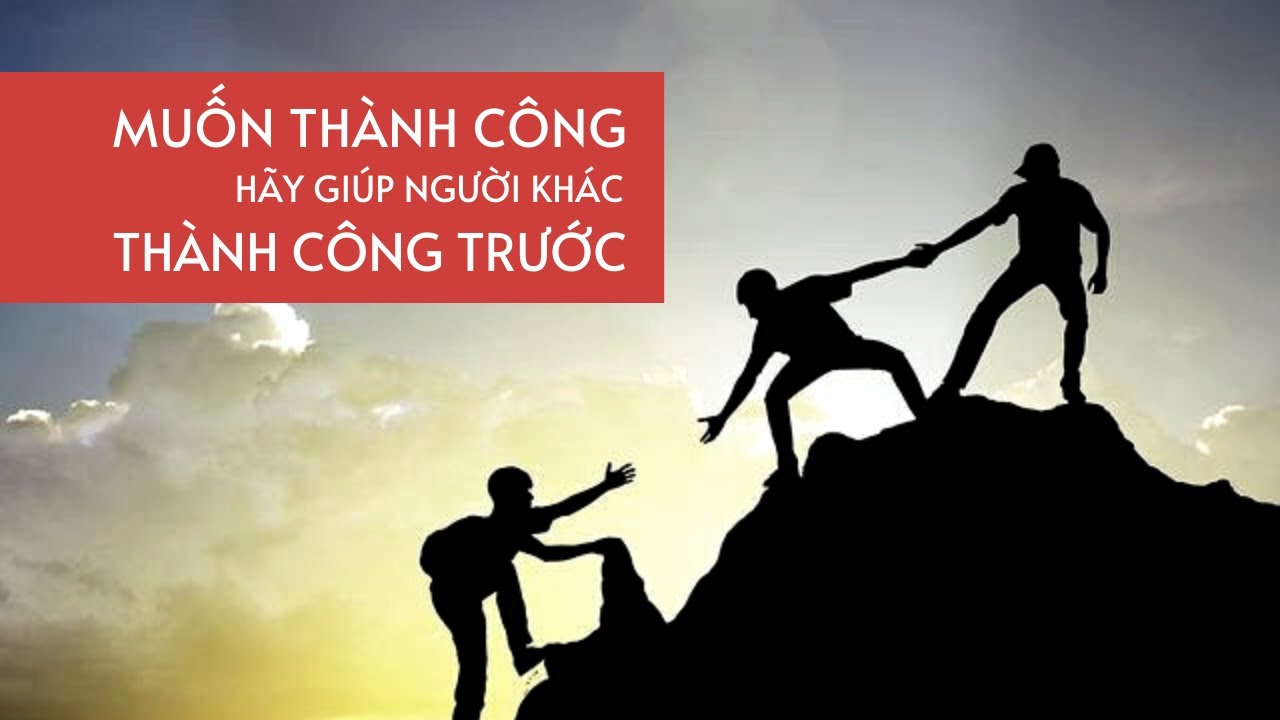 MUỐN THÀNH CÔNG
HÃY GIÚP NGƯỜI KHÁC
THÀNH CÔNG TRƯỚC